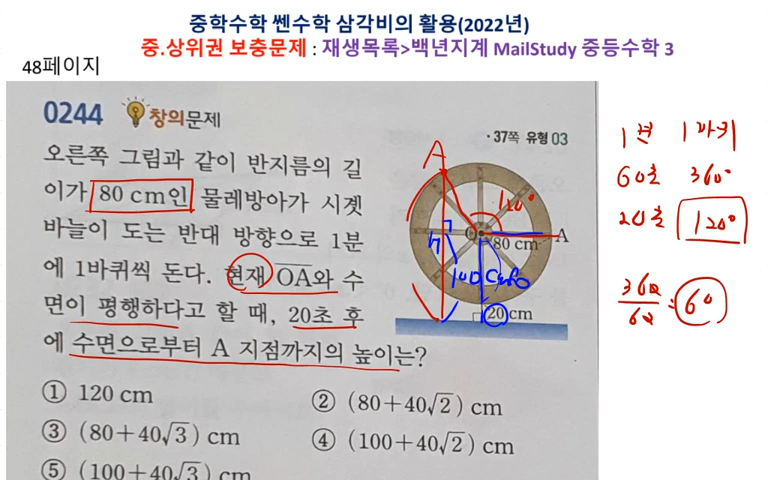 중학수학 쎈수학 삼각비의 활용(2022년)
중.상위권 보충문제 : 재생목록>백년지계 MailStudy 중등수학 3
48페이지
0244 창의문제
· 37쪽 유형 03
오른쪽 그림과 같이 반지름의 길
이가 80 cm인 물레방아가 시곗
바늘이 도는 반대 방향으로 1분
에 1바퀴씩 돈다. 현재 OA와 수
면이 평행하다고 할 때, 20초 후
에 수면으로부터 A 지점까지의 높이는?
① 120 cm
② (80+40√2) cm
③ (80+40√3) cm
④ (100+40√2) cm
⑤ (100+40√3) cm
A
120°
O
80 cm
A
100
20 cm
1분 1바퀴
60초 360°
20초 120°
360/60 = 6°